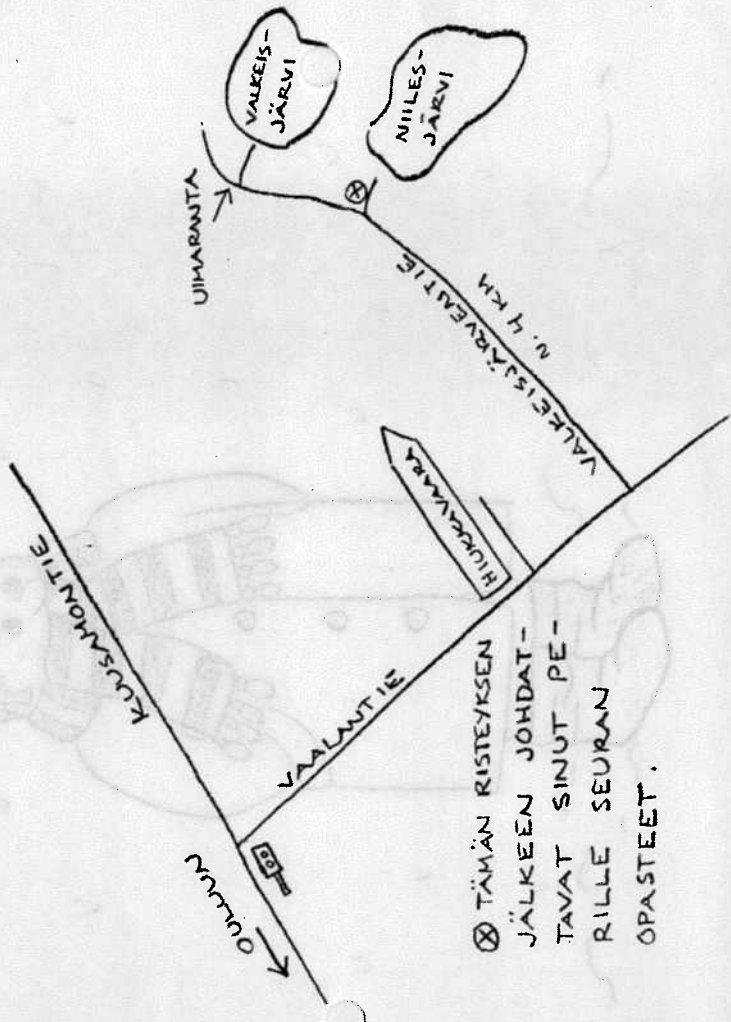 VALKEIS-
JÄRVI
NIILES-
JÄRVI
UIMARANTA
VALKEISJÄRVENTIE
N. 4 KM
KUUSAMONTIE
HIUKKAVAARA
VAALANTIE
OULUUN
⊗ TÄMÄN RISTEYKSEN
JÄLKEEN JOHDAT-
TAVAT SINUT PE-
RILLE SEURAN
OPASTEET.